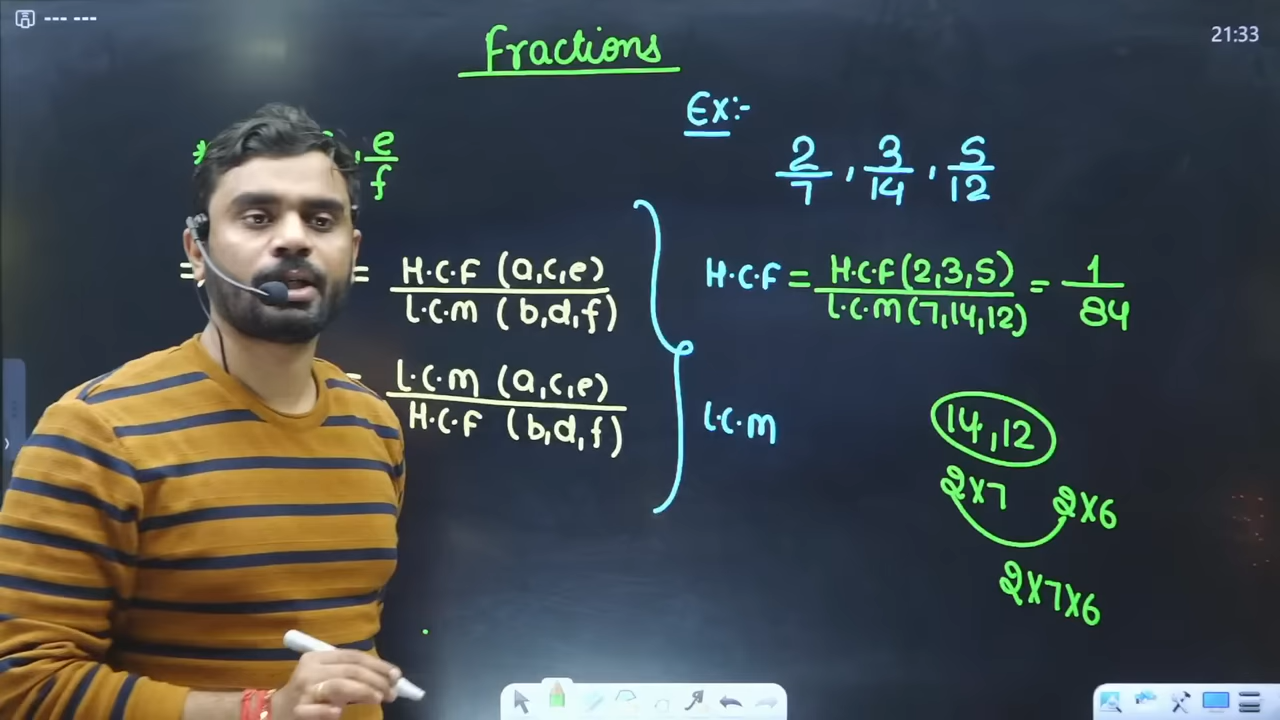 21:33
Fractions
Ex:-
* , e/f
2/7 , 3/14 , 5/12
= = H.C.F (a,c,e) / L.C.M (b,d,f)
H.C.F = H.C.F(2,3,5) / L.C.M(7,14,12) = 1/84
= L.C.M (a,c,e) / H.C.F (b,d,f)
L.C.M
14,12
2x7 2x6
2x7x6